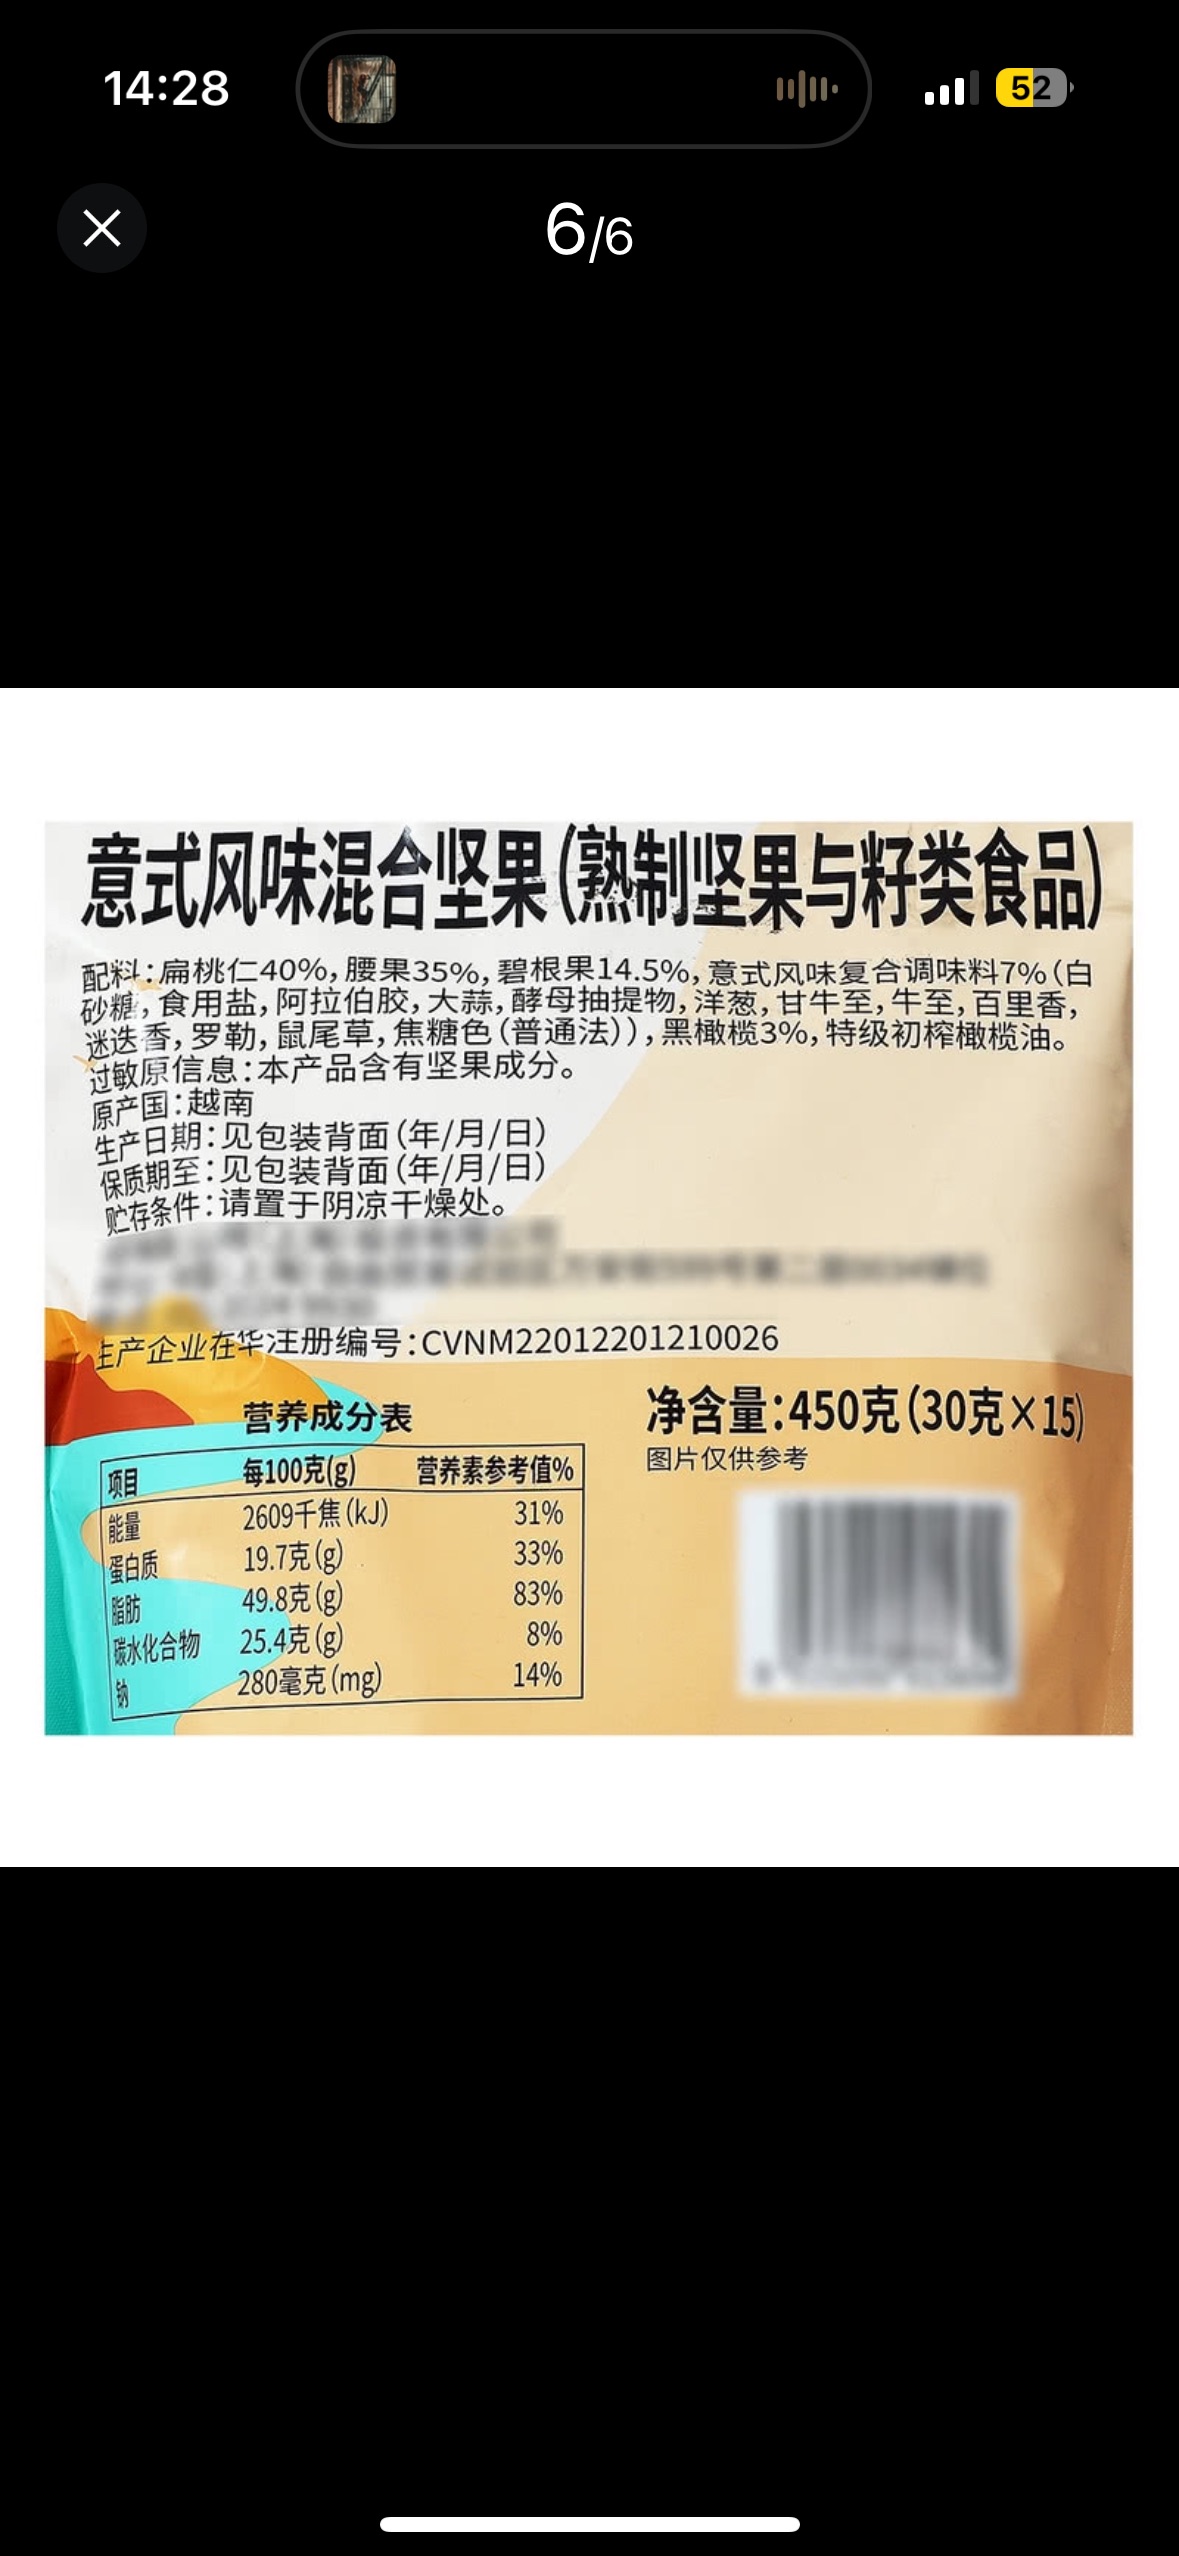 14:28
52
6/6
意式风味混合坚果(熟制坚果与籽类食品)
配料:扁桃仁40%,腰果35%,碧根果14.5%,意式风味复合调味料7%(白
砂糖,食用盐,阿拉伯胶,大蒜,酵母抽提物,洋葱,甘牛至,牛至,百里香,
迷迭香,罗勒,鼠尾草,焦糖色(普通法)),黑橄榄3%,特级初榨橄榄油。
过敏原信息:本产品含有坚果成分。
原产国:越南
生产日期:见包装背面(年/月/日)
保质期至:见包装背面(年/月/日)
贮存条件:请置于阴凉干燥处。
生产企业在华注册编号:CVNM22012201210026
营养成分表
项目 每100克(g) 营养素参考值%
能量 2609千焦(kJ) 31%
蛋白质 19.7克(g) 33%
脂肪 49.8克(g) 83%
碳水化合物 25.4克(g) 8%
钠 280毫克(mg) 14%
净含量:450克(30克×15)
图片仅供参考